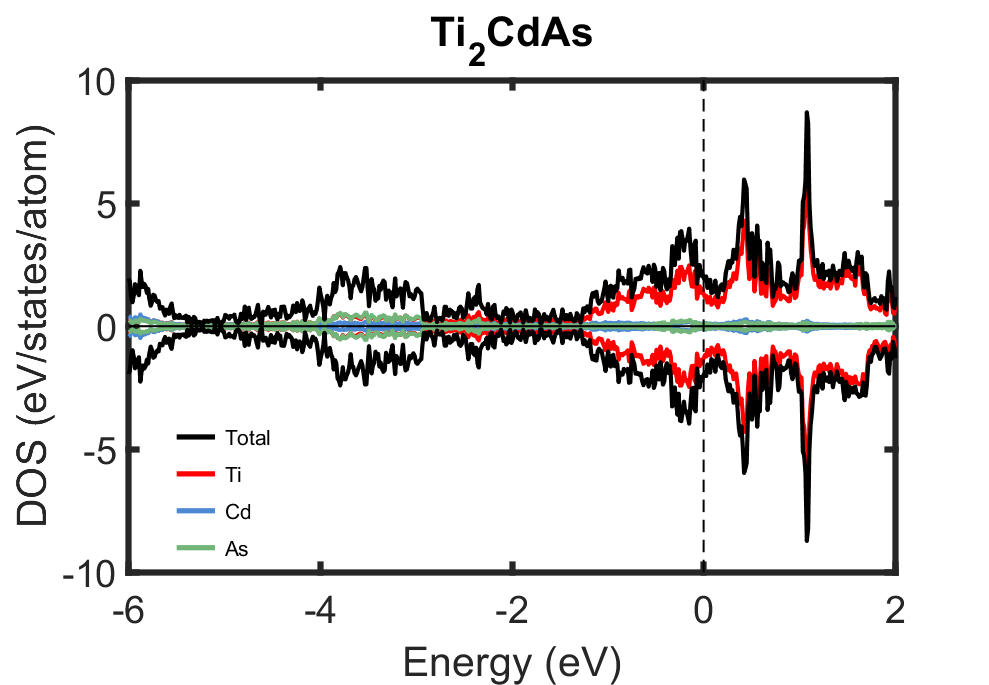 Ti₂CdAs
10
5
0
-5
-10
DOS (eV/states/atom)
Total
Ti
Cd
As
-6 -4 -2 0 2
Energy (eV)